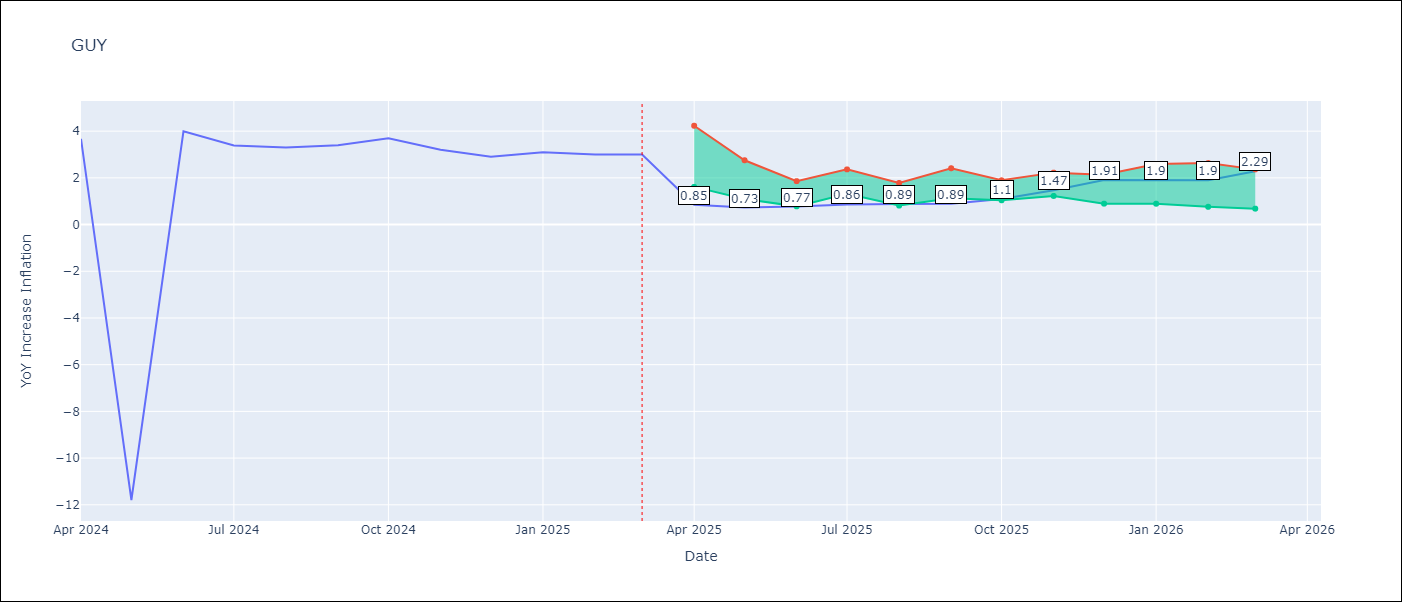 GUY
YoY Increase Inflation
4
2
0
−2
−4
−6
−8
−10
−12
0.85
0.73
0.77
0.86
0.89
0.89
1.1
1.47
1.91
1.9
1.9
2.29
Apr 2024
Jul 2024
Oct 2024
Jan 2025
Apr 2025
Jul 2025
Oct 2025
Jan 2026
Apr 2026
Date